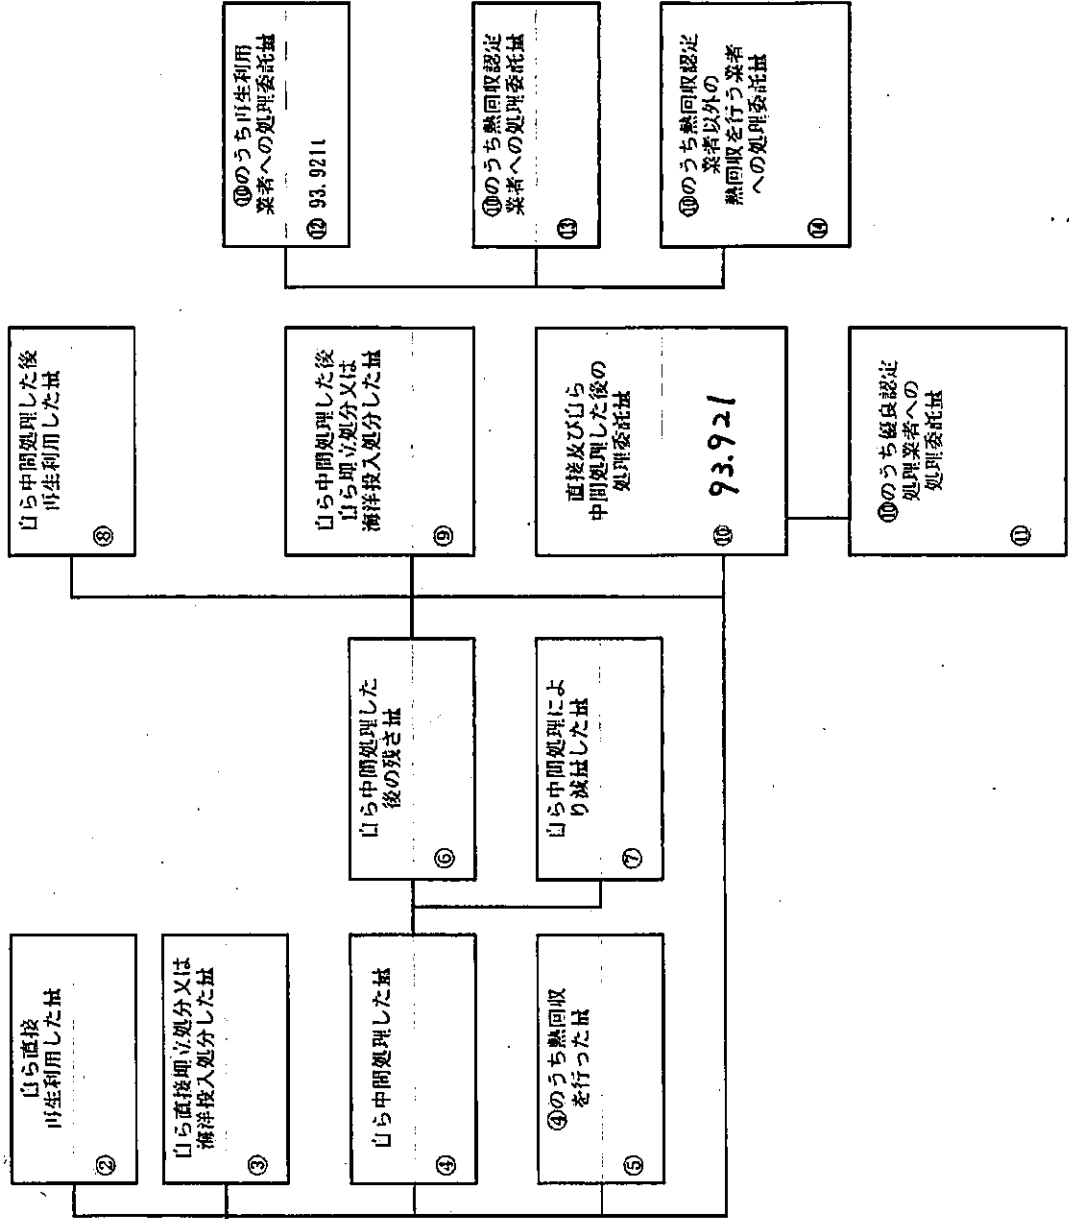 自ら直接
再生利用した量
②
自ら直接埋立処分又は
海洋投入処分した量
③
自ら中間処理した量
④
④のうち熱回収
を行った量
⑤
自ら中間処理した
後の残さ量
⑥
自ら中間処理によ
り減量した量
⑦
自ら中間処理した後
再生利用した量
⑧
自ら中間処理した後
自ら埋立処分又は
海洋投入処分した量
⑨
直接及び自ら
中間処理した後の
処理委託量
⑩ 93.921
⑩のうち優良認定
処理業者への
処理委託量
⑪
⑩のうち再生利用
業者への処理委託量
⑫ 93.921t
⑩のうち熱回収認定
業者への処理委託量
⑬
⑩のうち熱回収認定
業者以外の
熱回収を行う業者
への処理委託量
⑭